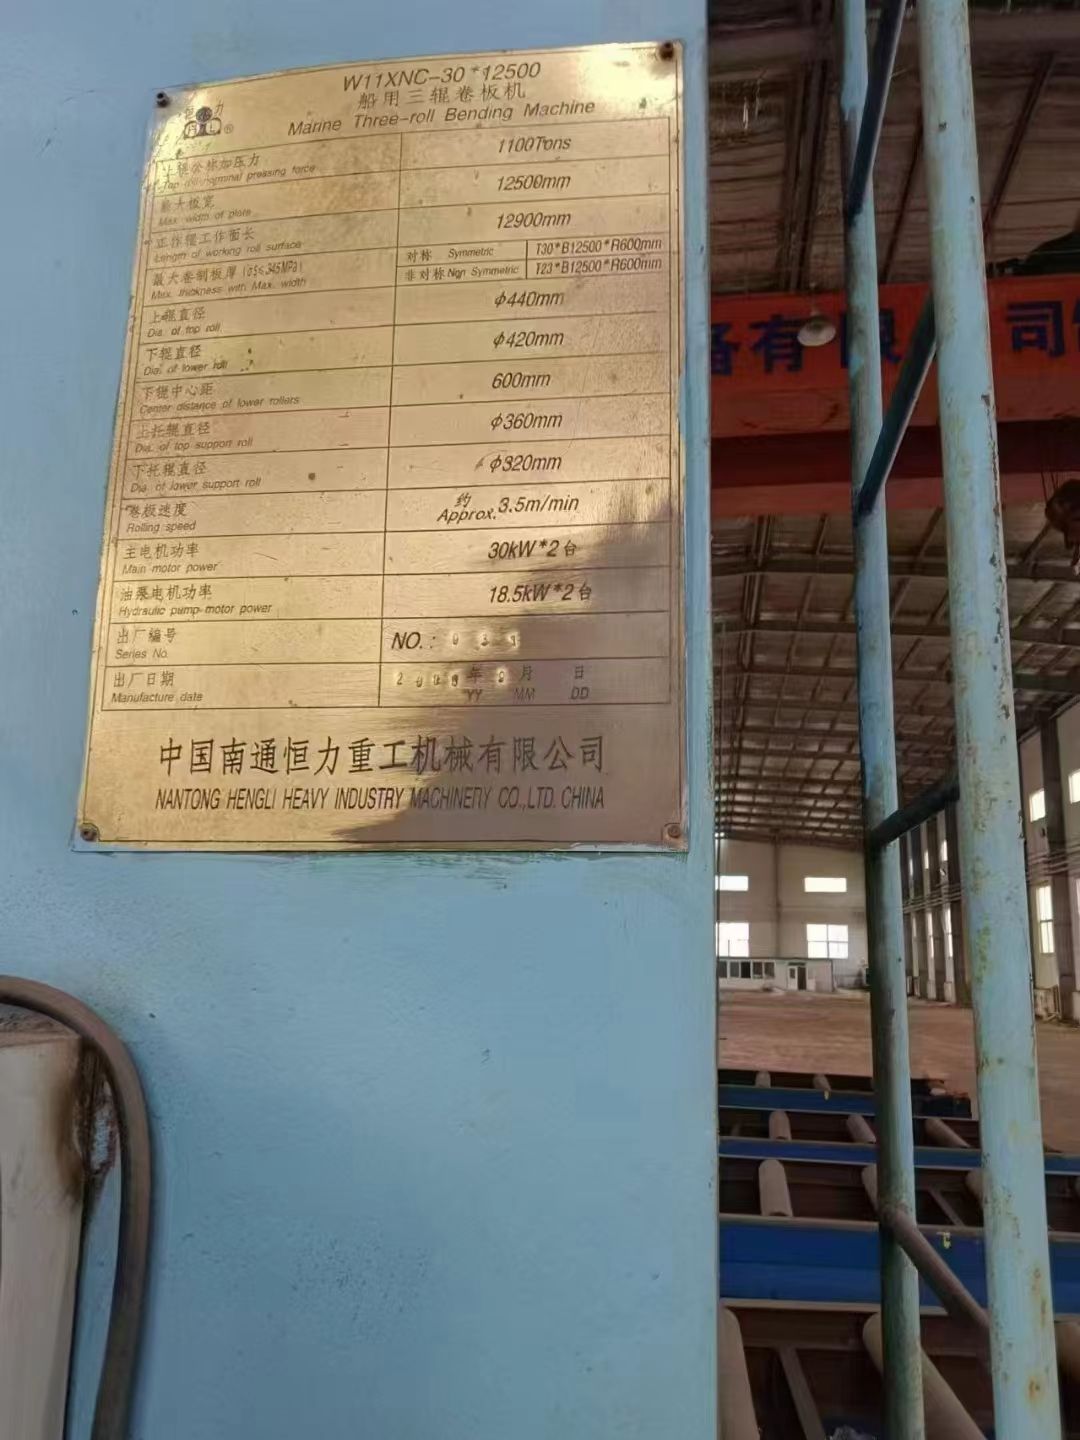 W11XNC-30*12500
船用三辊卷板机
Marine Three-roll Bending Machine
恒力
HL®
上辊公称加压力 1100Tons
Top roll nominal pressing force
最大板宽 12500mm
Max. width of plate
工作辊工作面长 12900mm
Length of working roll surface
最大卷制板厚(σs≤345MPa) 对称 Symmetric T30*B12500*R600mm
Max. thickness with Max. width 非对称 Non Symmetric T23*B12500*R600mm
上辊直径 φ440mm
Dia. of top roll
下辊直径 φ420mm
Dia. of lower roll
下辊中心距 600mm
Center distance of lower rollers
上托辊直径 φ360mm
Dia. of top support roll
下托辊直径 φ320mm
Dia. of lower support roll
卷板速度 约
Rolling speed Approx. 3.5m/min
主电机功率 30kW*2台
Main motor power
油泵电机功率 18.5kW*2台
Hydraulic pump motor power
出厂编号 NO.:
Series No.
出厂日期 年 月 日
Manufacture date YY MM DD
中国南通恒力重工机械有限公司
NANTONG HENGLI HEAVY INDUSTRY MACHINERY CO.,LTD. CHINA
备有限 司